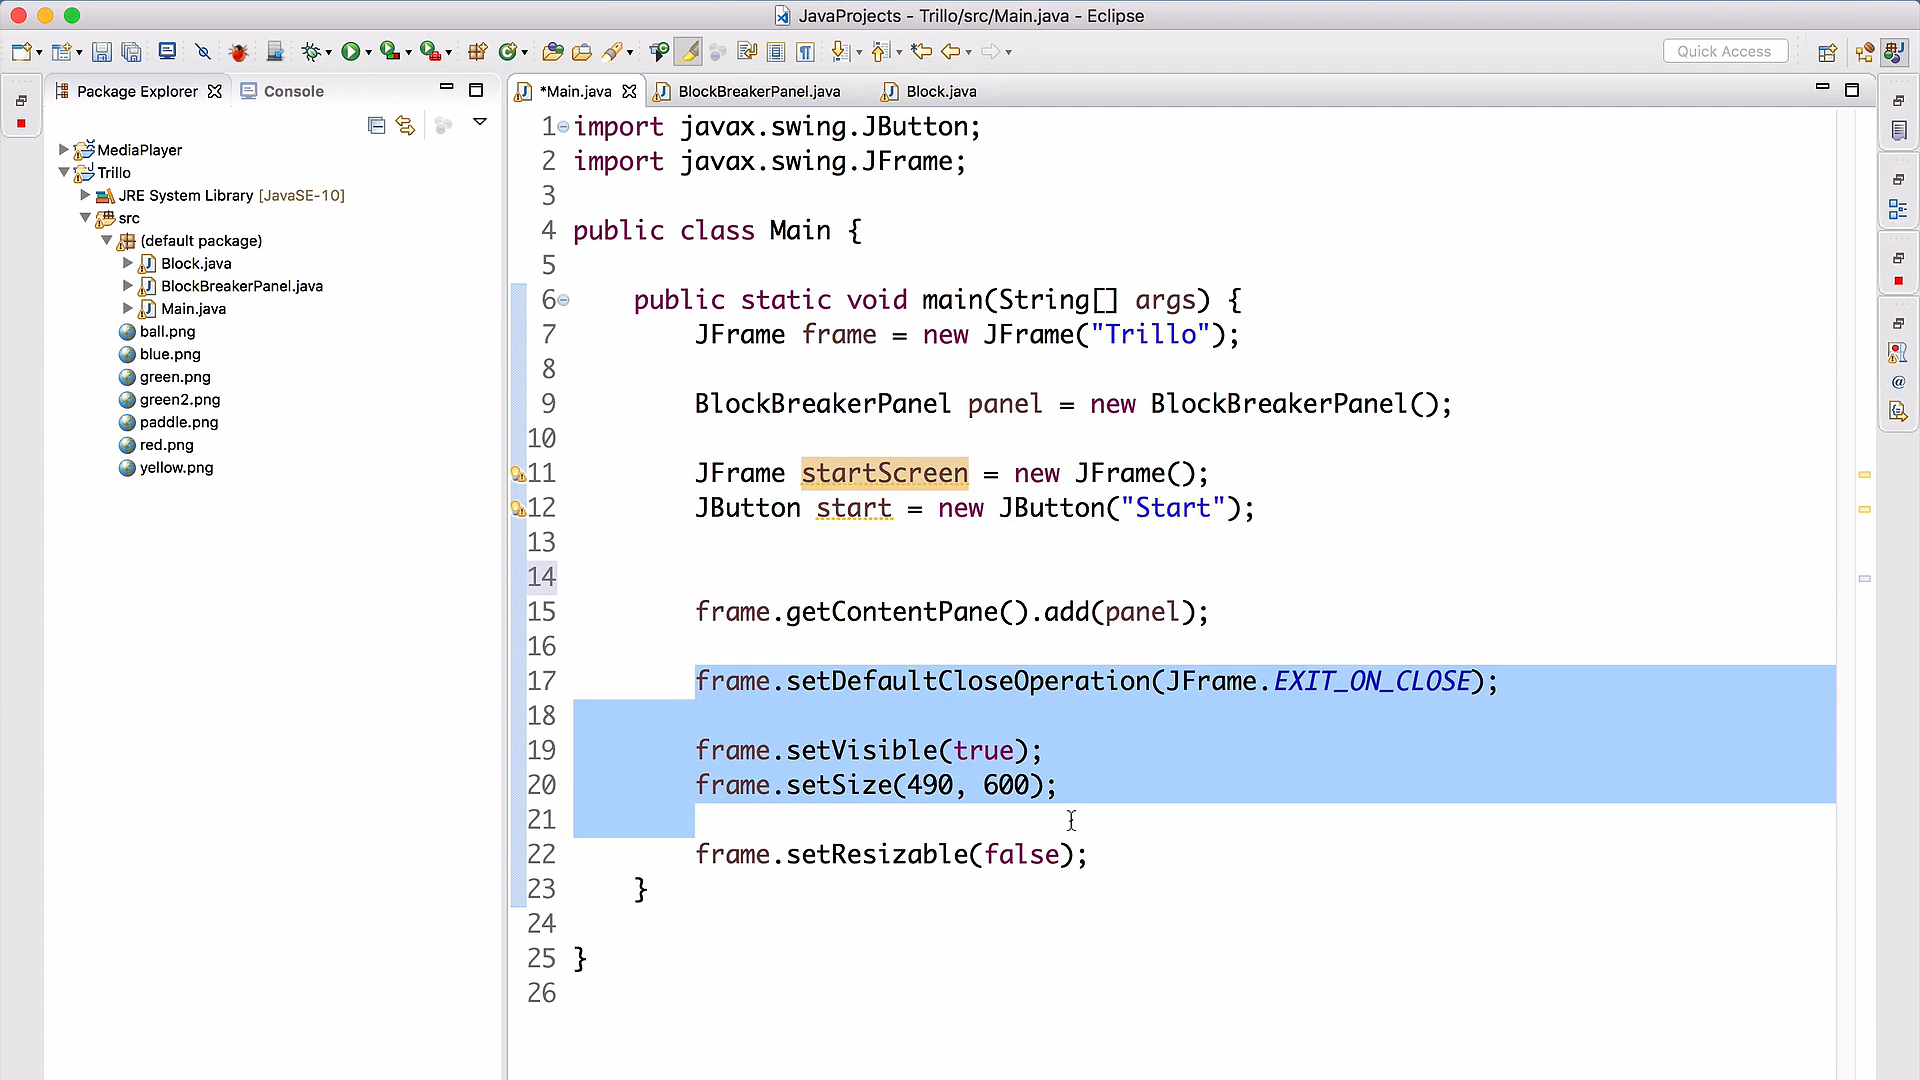 JavaProjects - Trillo/src/Main.java - Eclipse
Quick Access
Package Explorer
Console
MediaPlayer
Trillo
JRE System Library [JavaSE-10]
src
(default package)
Block.java
BlockBreakerPanel.java
Main.java
ball.png
blue.png
green.png
green2.png
paddle.png
red.png
yellow.png
*Main.java
BlockBreakerPanel.java
Block.java
1 import javax.swing.JButton;
2 import javax.swing.JFrame;
3
4 public class Main {
5
6 public static void main(String[] args) {
7 JFrame frame = new JFrame("Trillo");
8
9 BlockBreakerPanel panel = new BlockBreakerPanel();
10
11 JFrame startScreen = new JFrame();
12 JButton start = new JButton("Start");
13
14
15 frame.getContentPane().add(panel);
16
17 frame.setDefaultCloseOperation(JFrame.EXIT_ON_CLOSE);
18
19 frame.setVisible(true);
20 frame.setSize(490, 600);
21
22 frame.setResizable(false);
23 }
24
25 }
26